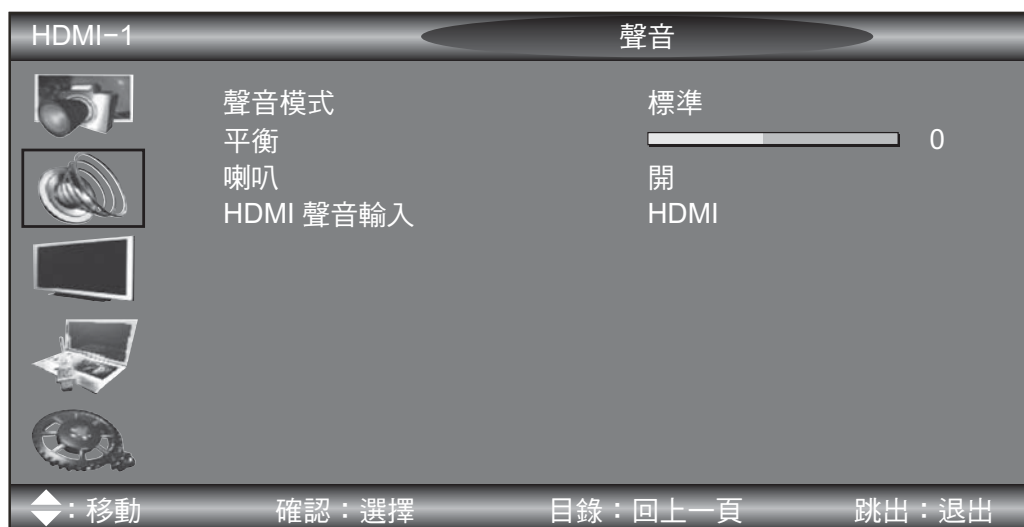 HDMI-1 聲音
聲音模式 標準
平衡 0
喇叭 開
HDMI 聲音輸入 HDMI
：移動 確認：選擇 目錄：回上一頁 跳出：退出